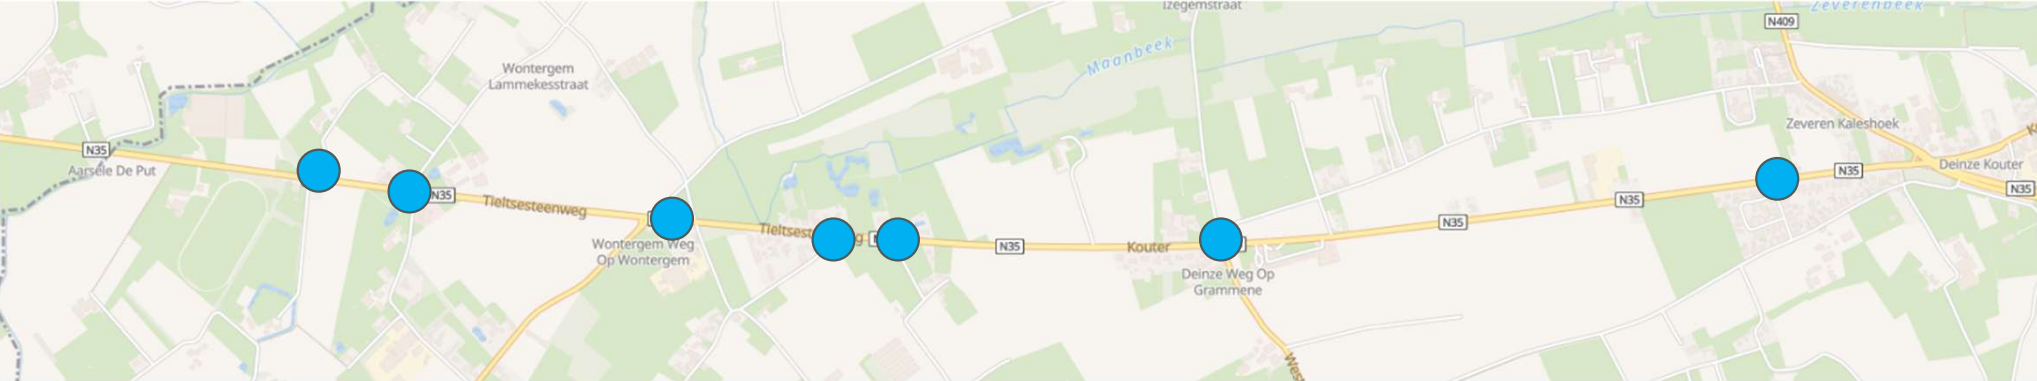 Izegemstraat
Zeverenbeek
N409
Maanbeek
Wontergem
Lammekesstraat
Zeveren Kaleshoek
N35
Aarsele De Put
N35
Deinze Kouter
N35
N35
Tieltsesteenweg
N35
N35
Wontergem Weg
Op Wontergem
N35
Kouter
Deinze Weg Op
Grammene